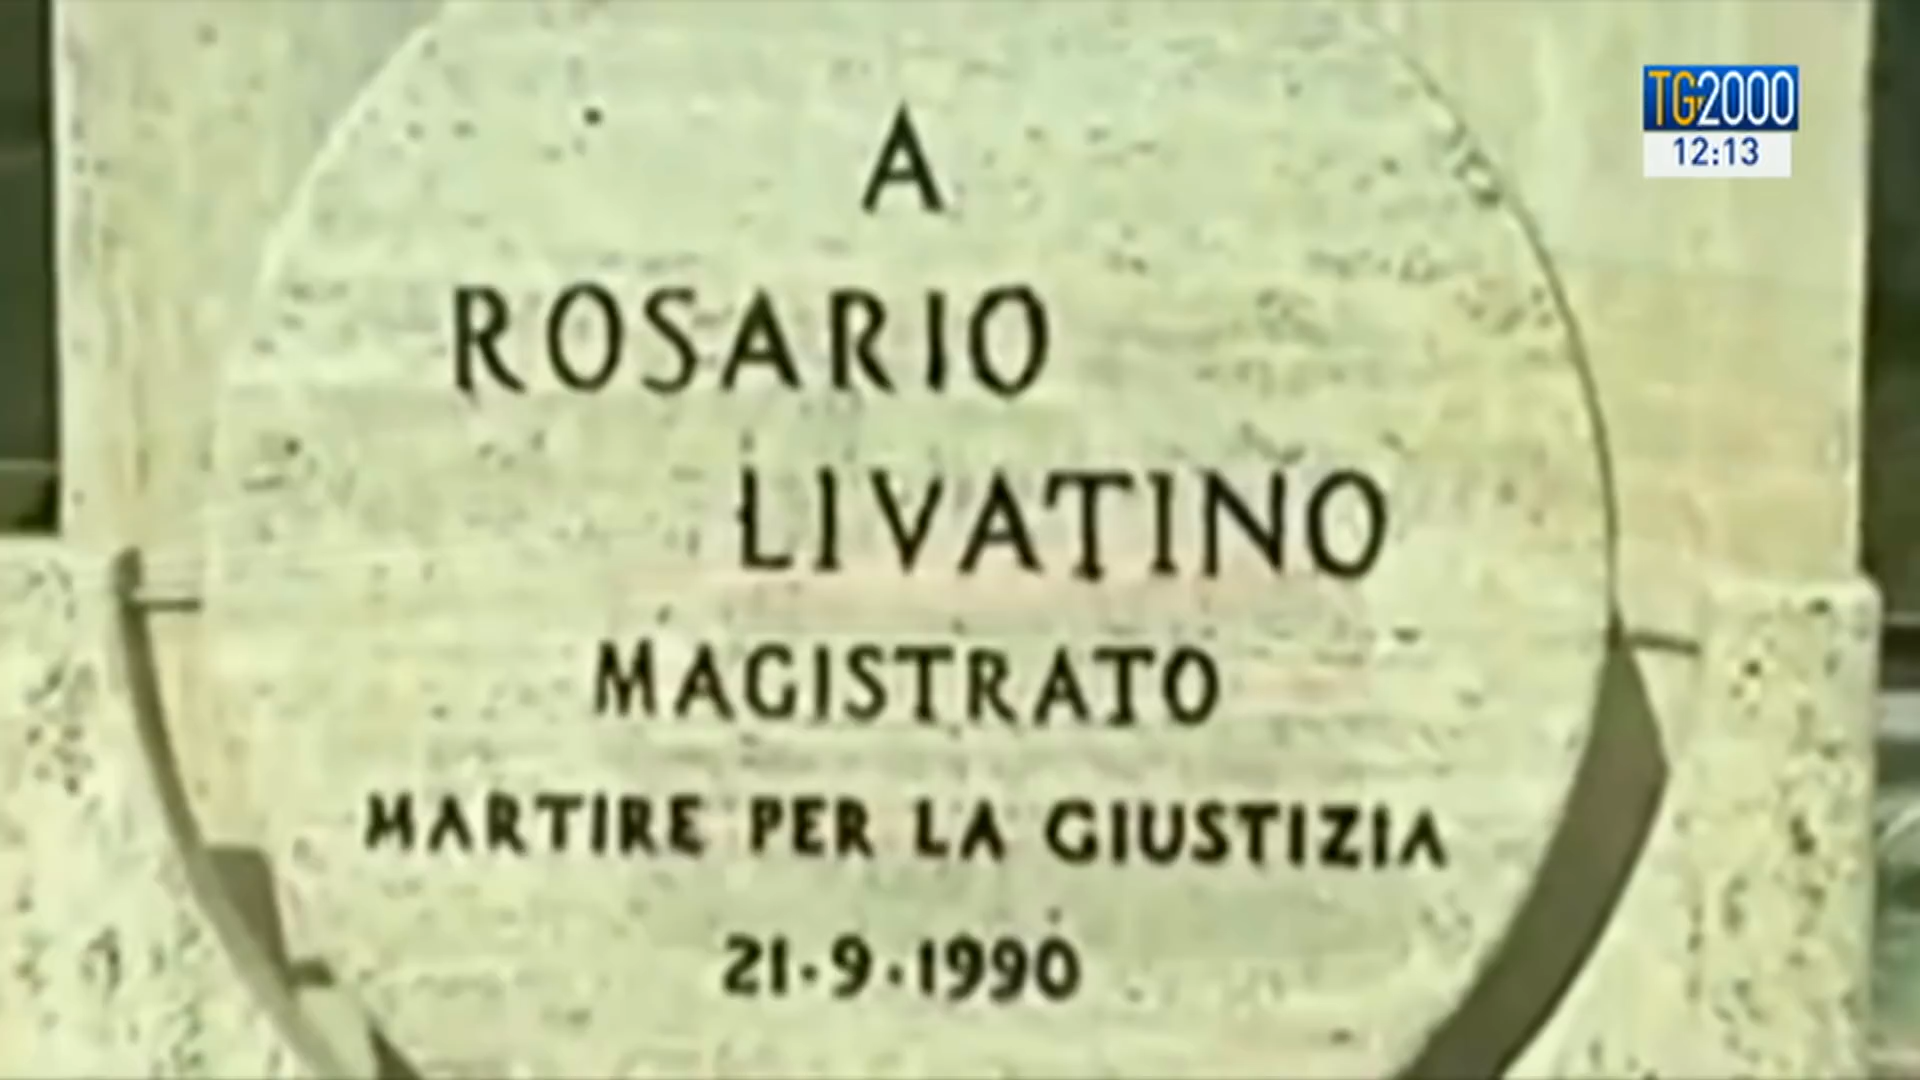 TG2000
12:13
A
ROSARIO
LIVATINO
MAGISTRATO
MARTIRE PER LA GIUSTIZIA
21·9·1990